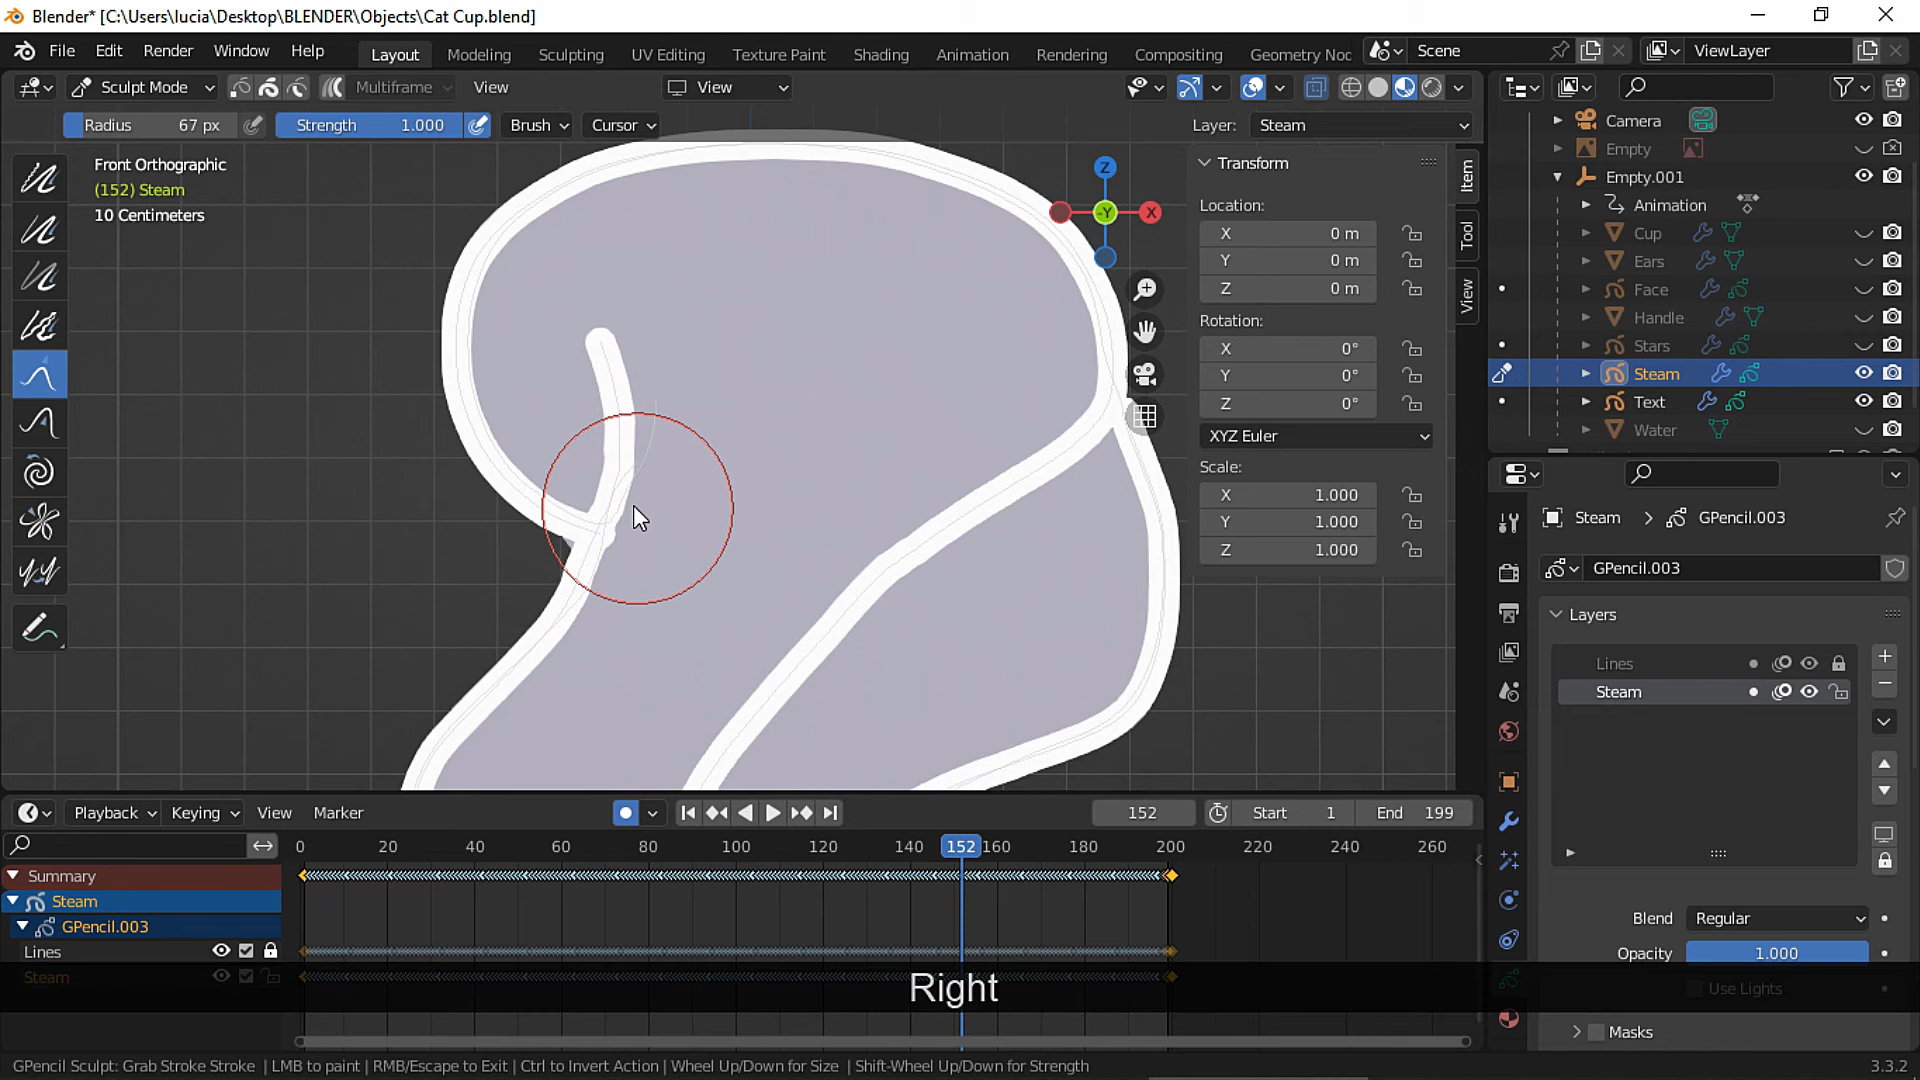 Blender* [C:\Users\lucia\Desktop\BLENDER\Objects\Cat Cup.blend]
File Edit Render Window Help Layout Modeling Sculpting UV Editing Texture Paint Shading Animation Rendering Compositing Geometry Noc Scene ViewLayer
Sculpt Mode Multiframe View View
Radius 67 px Strength 1.000 Brush Cursor Layer: Steam
Front Orthographic
(152) Steam
10 Centimeters
Z
X
-Y
Transform
Location:
X 0 m
Y 0 m
Z 0 m
Rotation:
X 0°
Y 0°
Z 0°
XYZ Euler
Scale:
X 1.000
Y 1.000
Z 1.000
Item
Tool
View
Camera
Empty
Empty.001
Animation
Cup
Ears
Face
Handle
Stars
Steam
Text
Water
Steam GPencil.003
GPencil.003
Layers
Lines
Steam
Blend Regular
Opacity 1.000
Use Lights
Masks
Playback Keying View Marker 152 Start 1 End 199
0 20 40 60 80 100 120 140 152 160 180 200 220 240 260
Summary
Steam
GPencil.003
Lines
Steam
Right
GPencil Sculpt: Grab Stroke Stroke | LMB to paint | RMB/Escape to Exit | Ctrl to Invert Action | Wheel Up/Down for Size | Shift-Wheel Up/Down for Strength 3.3.2